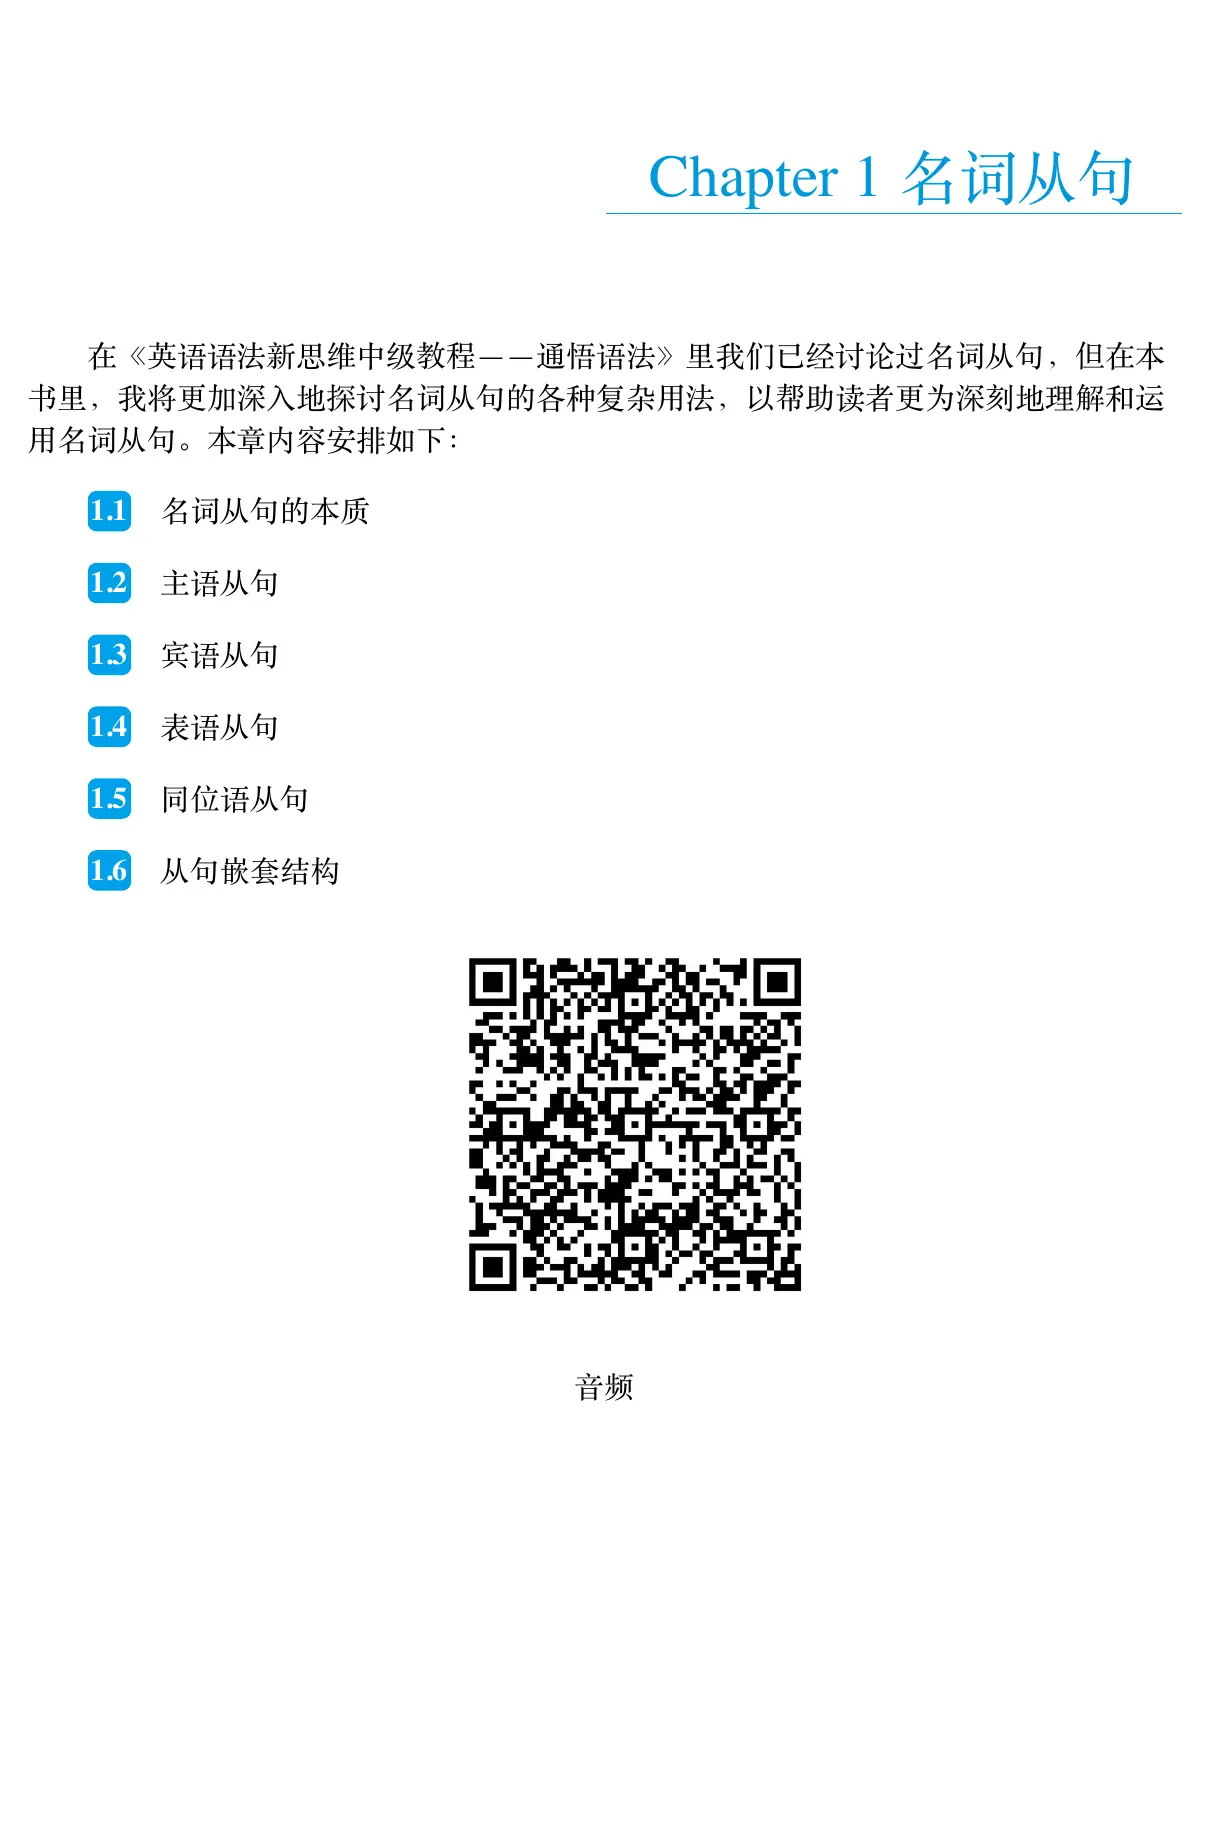 Chapter 1 名词从句
在《英语语法新思维中级教程——通悟语法》里我们已经讨论过名词从句，但在本
书里，我将更加深入地探讨名词从句的各种复杂用法，以帮助读者更为深刻地理解和运
用名词从句。本章内容安排如下：
1.1 名词从句的本质
1.2 主语从句
1.3 宾语从句
1.4 表语从句
1.5 同位语从句
1.6 从句嵌套结构
音频